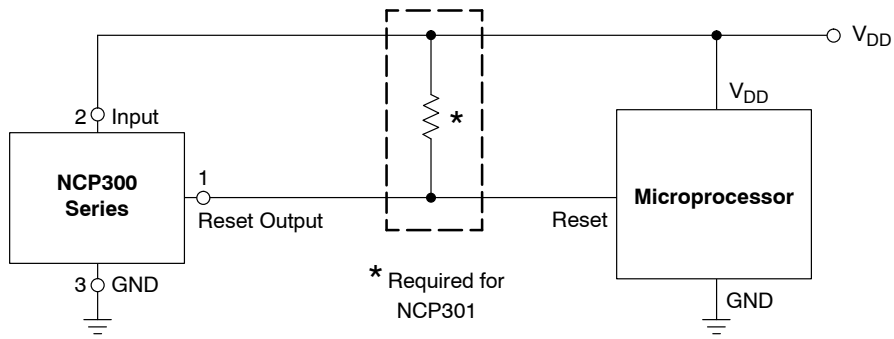 V_DD
V_DD
2 Input
*
NCP300
Series
1
Reset Output
Microprocessor
Reset
3 GND
* Required for
NCP301
GND